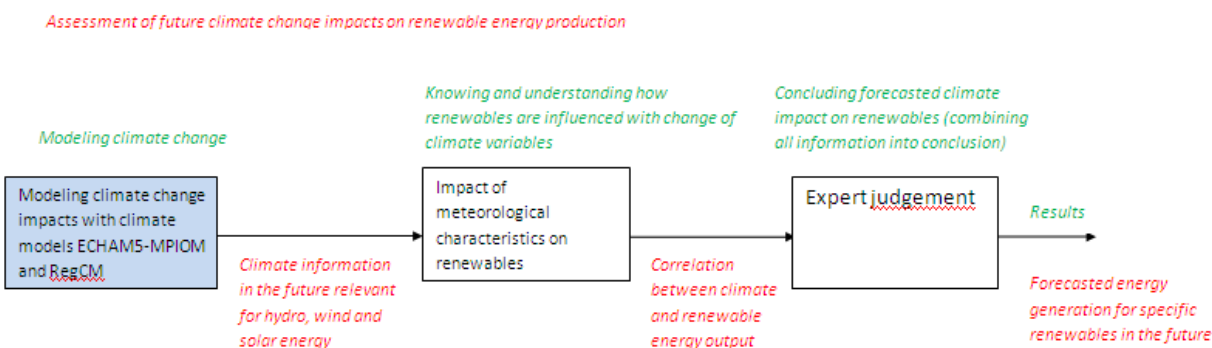 Assessment of future climate change impacts on renewable energy production
Modeling climate change
Modeling climate change
impacts with climate
models ECHAM5-MPIOM
and RegCM
Climate information
in the future relevant
for hydro, wind and
solar energy
Knowing and understanding how
renewables are influenced with change of
climate variables
Impact of
meteorological
characteristics on
renewables
Correlation
between climate
and renewable
energy output
Concluding forecasted climate
impact on renewables (combining
all information into conclusion)
Expert judgement
Results
Forecasted energy
generation for specific
renewables in the future